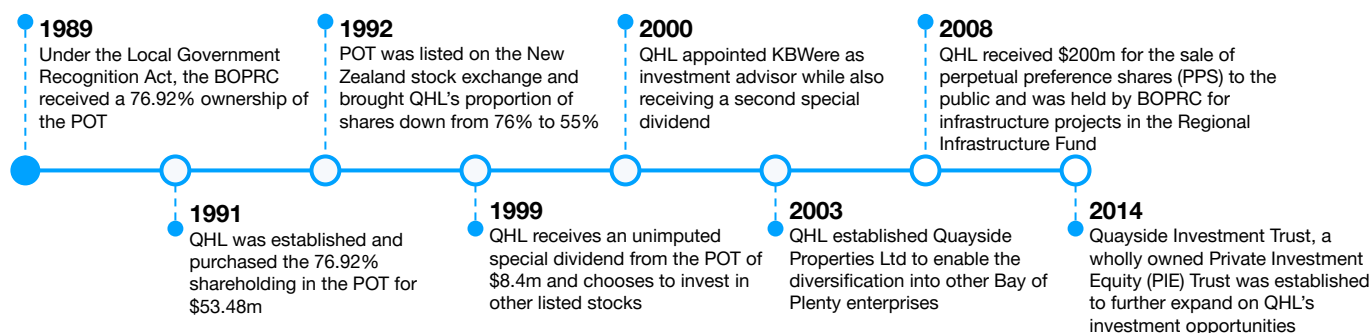 1989
Under the Local Government
Recognition Act, the BOPRC
received a 76.92% ownership of
the POT
1991
QHL was established and
purchased the 76.92%
shareholding in the POT for
$53.48m
1992
POT was listed on the New
Zealand stock exchange and
brought QHL's proportion of
shares down from 76% to 55%
1999
QHL receives an unimputed
special dividend from the POT of
$8.4m and chooses to invest in
other listed stocks
2000
QHL appointed KBWere as
investment advisor while also
receiving a second special
dividend
2003
QHL established Quayside
Properties Ltd to enable the
diversification into other Bay of
Plenty enterprises
2008
QHL received $200m for the sale of
perpetual preference shares (PPS) to the
public and was held by BOPRC for
infrastructure projects in the Regional
Infrastructure Fund
2014
Quayside Investment Trust, a
wholly owned Private Investment
Equity (PIE) Trust was established
to further expand on QHL's
investment opportunities